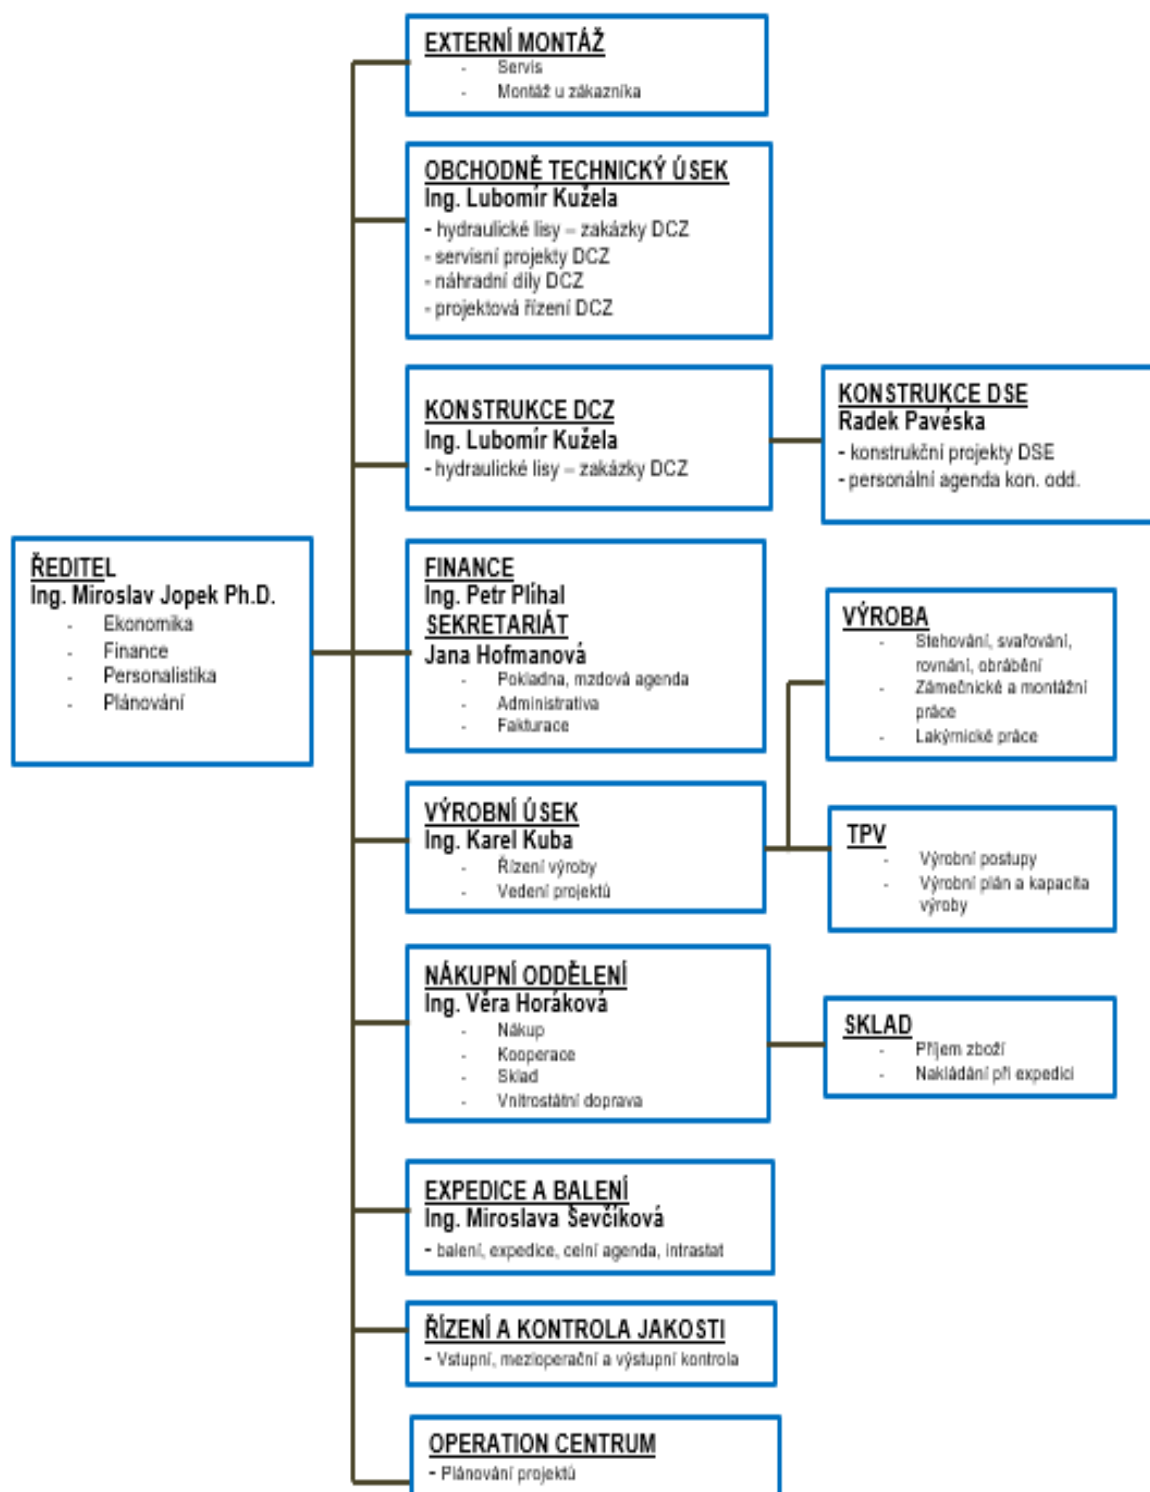 EXTERNÍ MONTÁŽ
- Servis
- Montáž u zákazníka
OBCHODNĚ TECHNICKÝ ÚSEK
Ing. Lubomír Kužela
- hydraulické lisy – zakázky DCZ
- servisní projekty DCZ
- náhradní díly DCZ
- projektová řízení DCZ
KONSTRUKCE DCZ
Ing. Lubomír Kužela
- hydraulické lisy – zakázky DCZ
KONSTRUKCE DSE
Radek Pavéska
- konstrukční projekty DSE
- personální agenda kon. odd.
ŘEDITEL
Ing. Miroslav Jopek Ph.D.
- Ekonomika
- Finance
- Personalistika
- Plánování
FINANCE
Ing. Petr Plíhal
SEKRETARIÁT
Jana Hofmanová
- Pokladna, mzdová agenda
- Administrativa
- Fakturace
VÝROBA
- Stehování, svařování,
rovnání, obrábění
- Zámečnické a montážní
práce
- Lakýrnické práce
VÝROBNÍ ÚSEK
Ing. Karel Kuba
- Řízení výroby
- Vedení projektů
TPV
- Výrobní postupy
- Výrobní plán a kapacita
výroby
NÁKUPNÍ ODDĚLENÍ
Ing. Věra Horáková
- Nákup
- Kooperace
- Sklad
- Vnitrostátní doprava
SKLAD
- Příjem zboží
- Nakládání při expedici
EXPEDICE A BALENÍ
Ing. Miroslava Ševčíková
- balení, expedice, celní agenda, intrastat
ŘÍZENÍ A KONTROLA JAKOSTI
- Vstupní, mezioperační a výstupní kontrola
OPERATION CENTRUM
- Plánování projektů